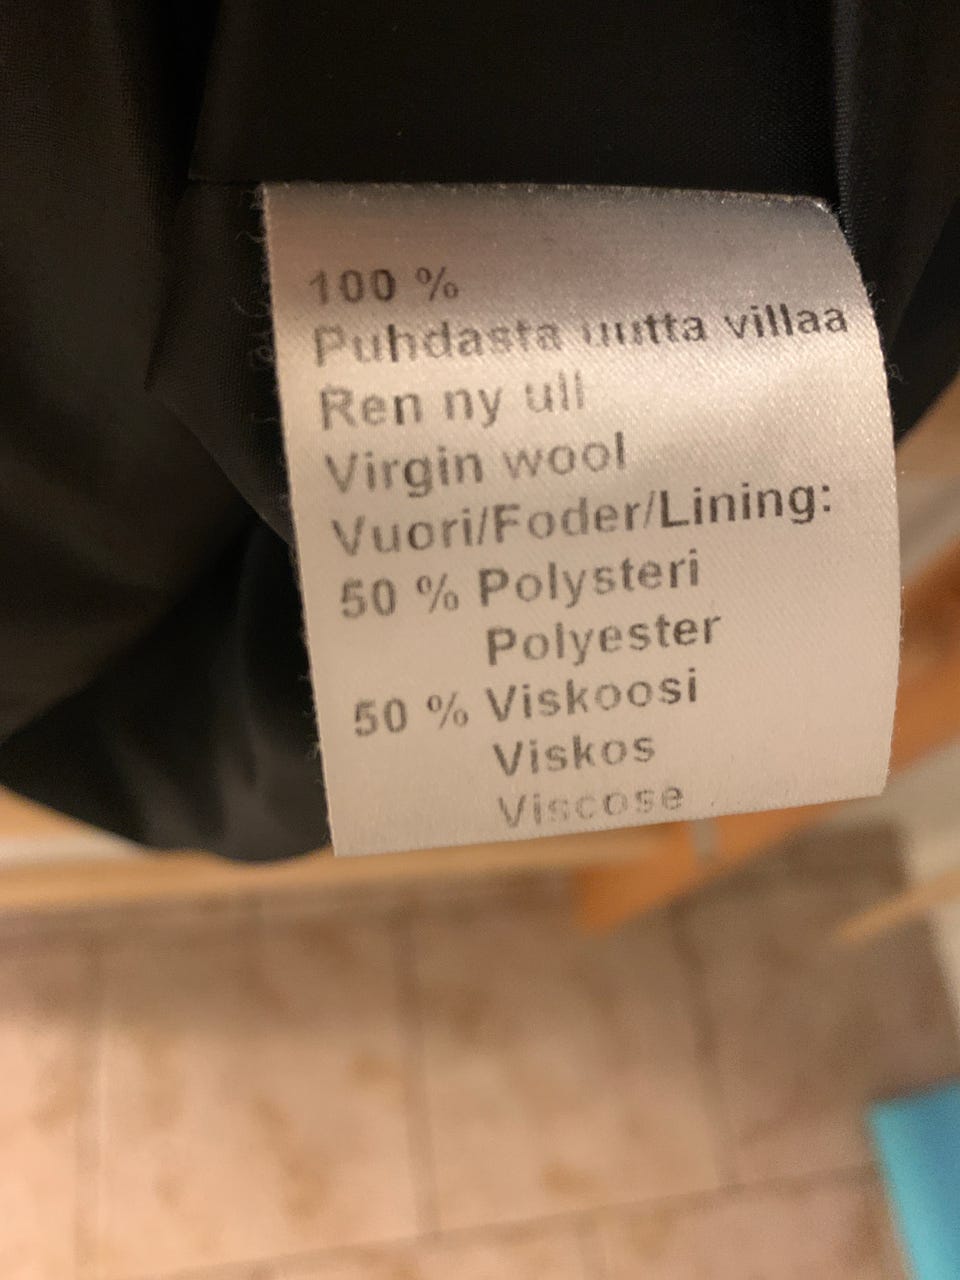 100 %
Puhdasta uutta villaa
Ren ny ull
Virgin wool
Vuori/Foder/Lining:
50 % Polysteri
Polyester
50 % Viskoosi
Viskos
Viscose